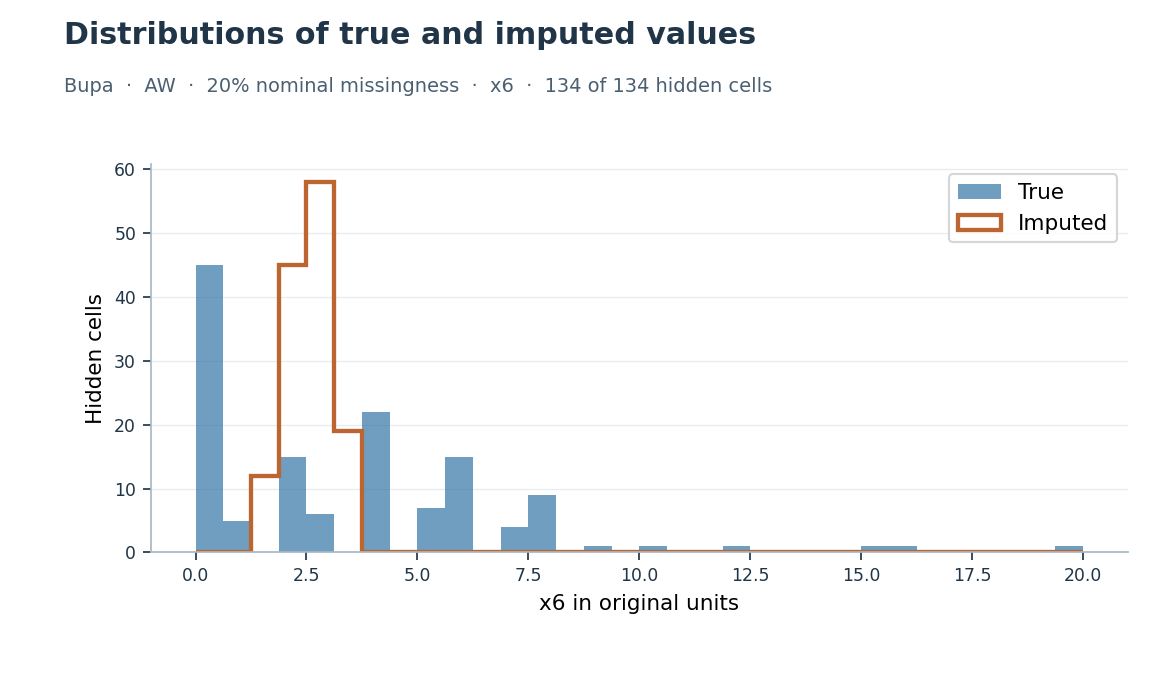 Distributions of true and imputed values
Bupa · AW · 20% nominal missingness · x6 · 134 of 134 hidden cells
60
50
40
30
20
10
0
Hidden cells
True
Imputed
0.0 2.5 5.0 7.5 10.0 12.5 15.0 17.5 20.0
x6 in original units